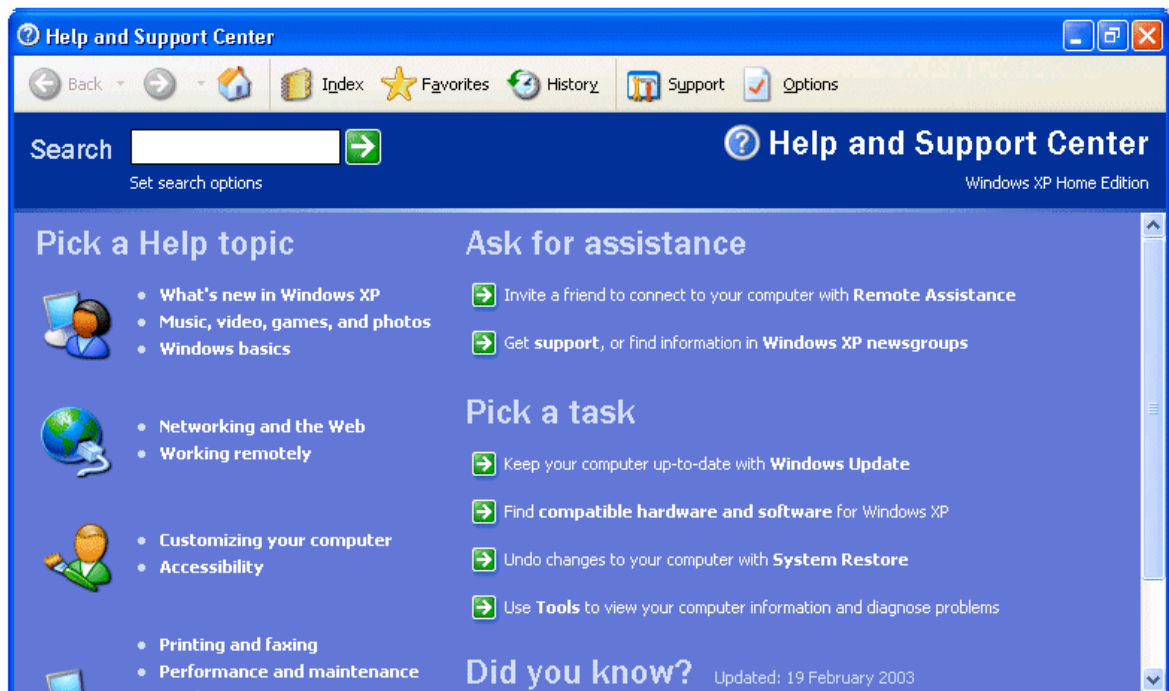 Help and Support Center
Back Index Favorites History Support Options
Search
Help and Support Center
Set search options
Windows XP Home Edition
Pick a Help topic
What's new in Windows XP
Music, video, games, and photos
Windows basics
Networking and the Web
Working remotely
Customizing your computer
Accessibility
Printing and faxing
Performance and maintenance
Ask for assistance
Invite a friend to connect to your computer with Remote Assistance
Get support, or find information in Windows XP newsgroups
Pick a task
Keep your computer up-to-date with Windows Update
Find compatible hardware and software for Windows XP
Undo changes to your computer with System Restore
Use Tools to view your computer information and diagnose problems
Did you know? Updated: 19 February 2003